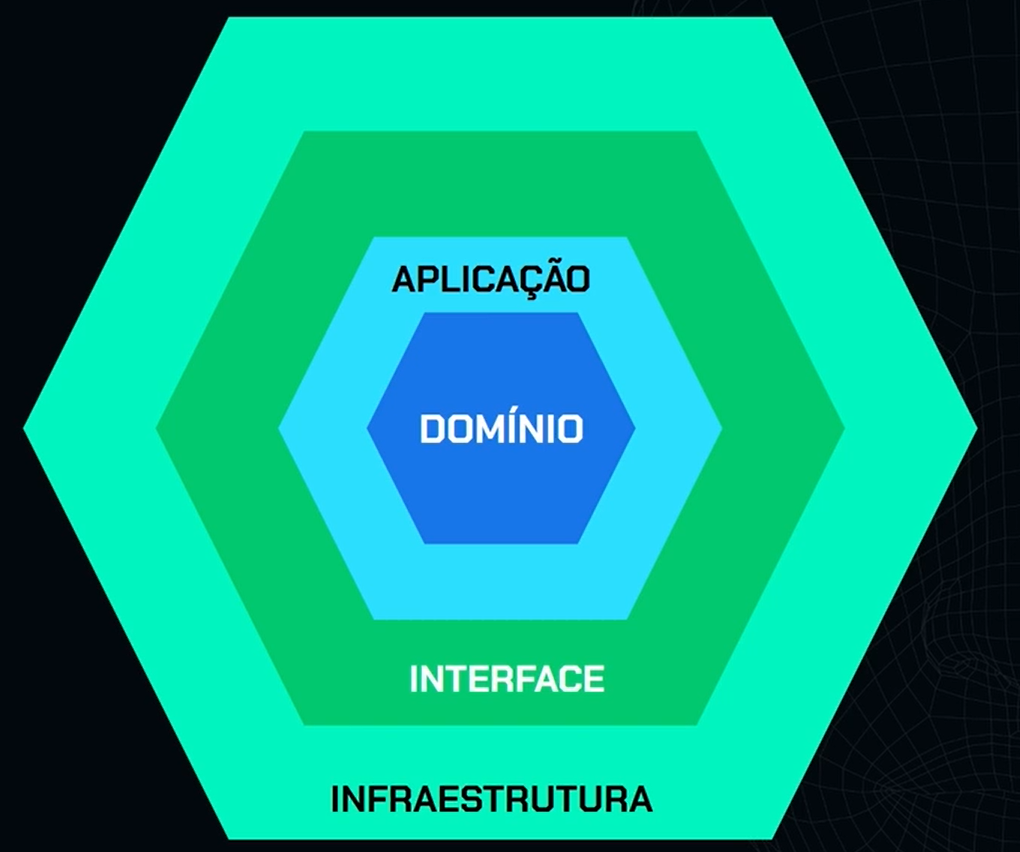 APLICAÇÃO
DOMÍNIO
INTERFACE
INFRAESTRUTURA